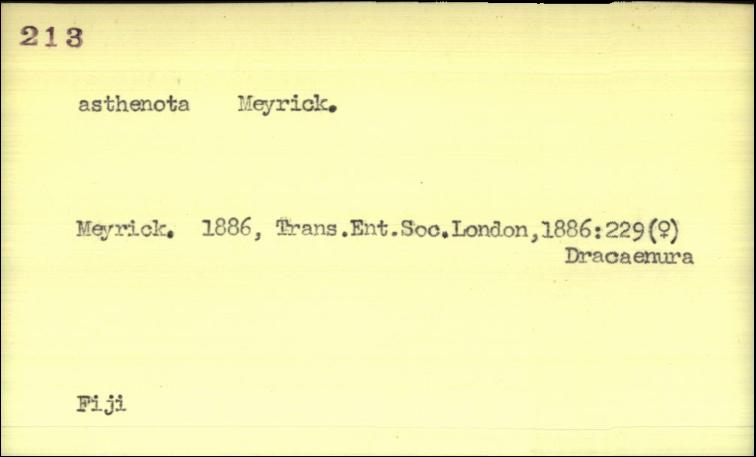 213
asthenota Meyrick.
Meyrick. 1886, Trans.Ent.Soc.London,1886:229(♀)
Dracaenura
Fiji